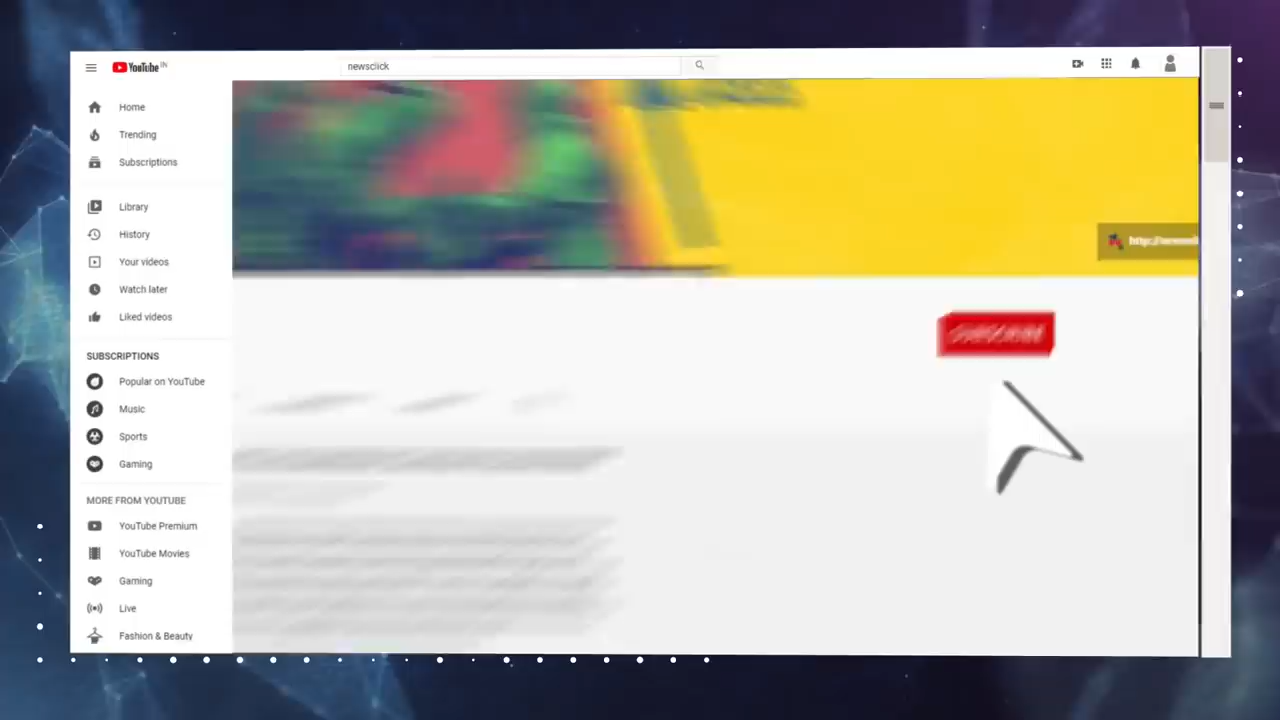 YouTube IN
newsclick
Home
Trending
Subscriptions
Library
History
Your videos
Watch later
Liked videos
SUBSCRIPTIONS
Popular on YouTube
Music
Sports
Gaming
MORE FROM YOUTUBE
YouTube Premium
YouTube Movies
Gaming
Live
Fashion & Beauty
SUBSCRIBE